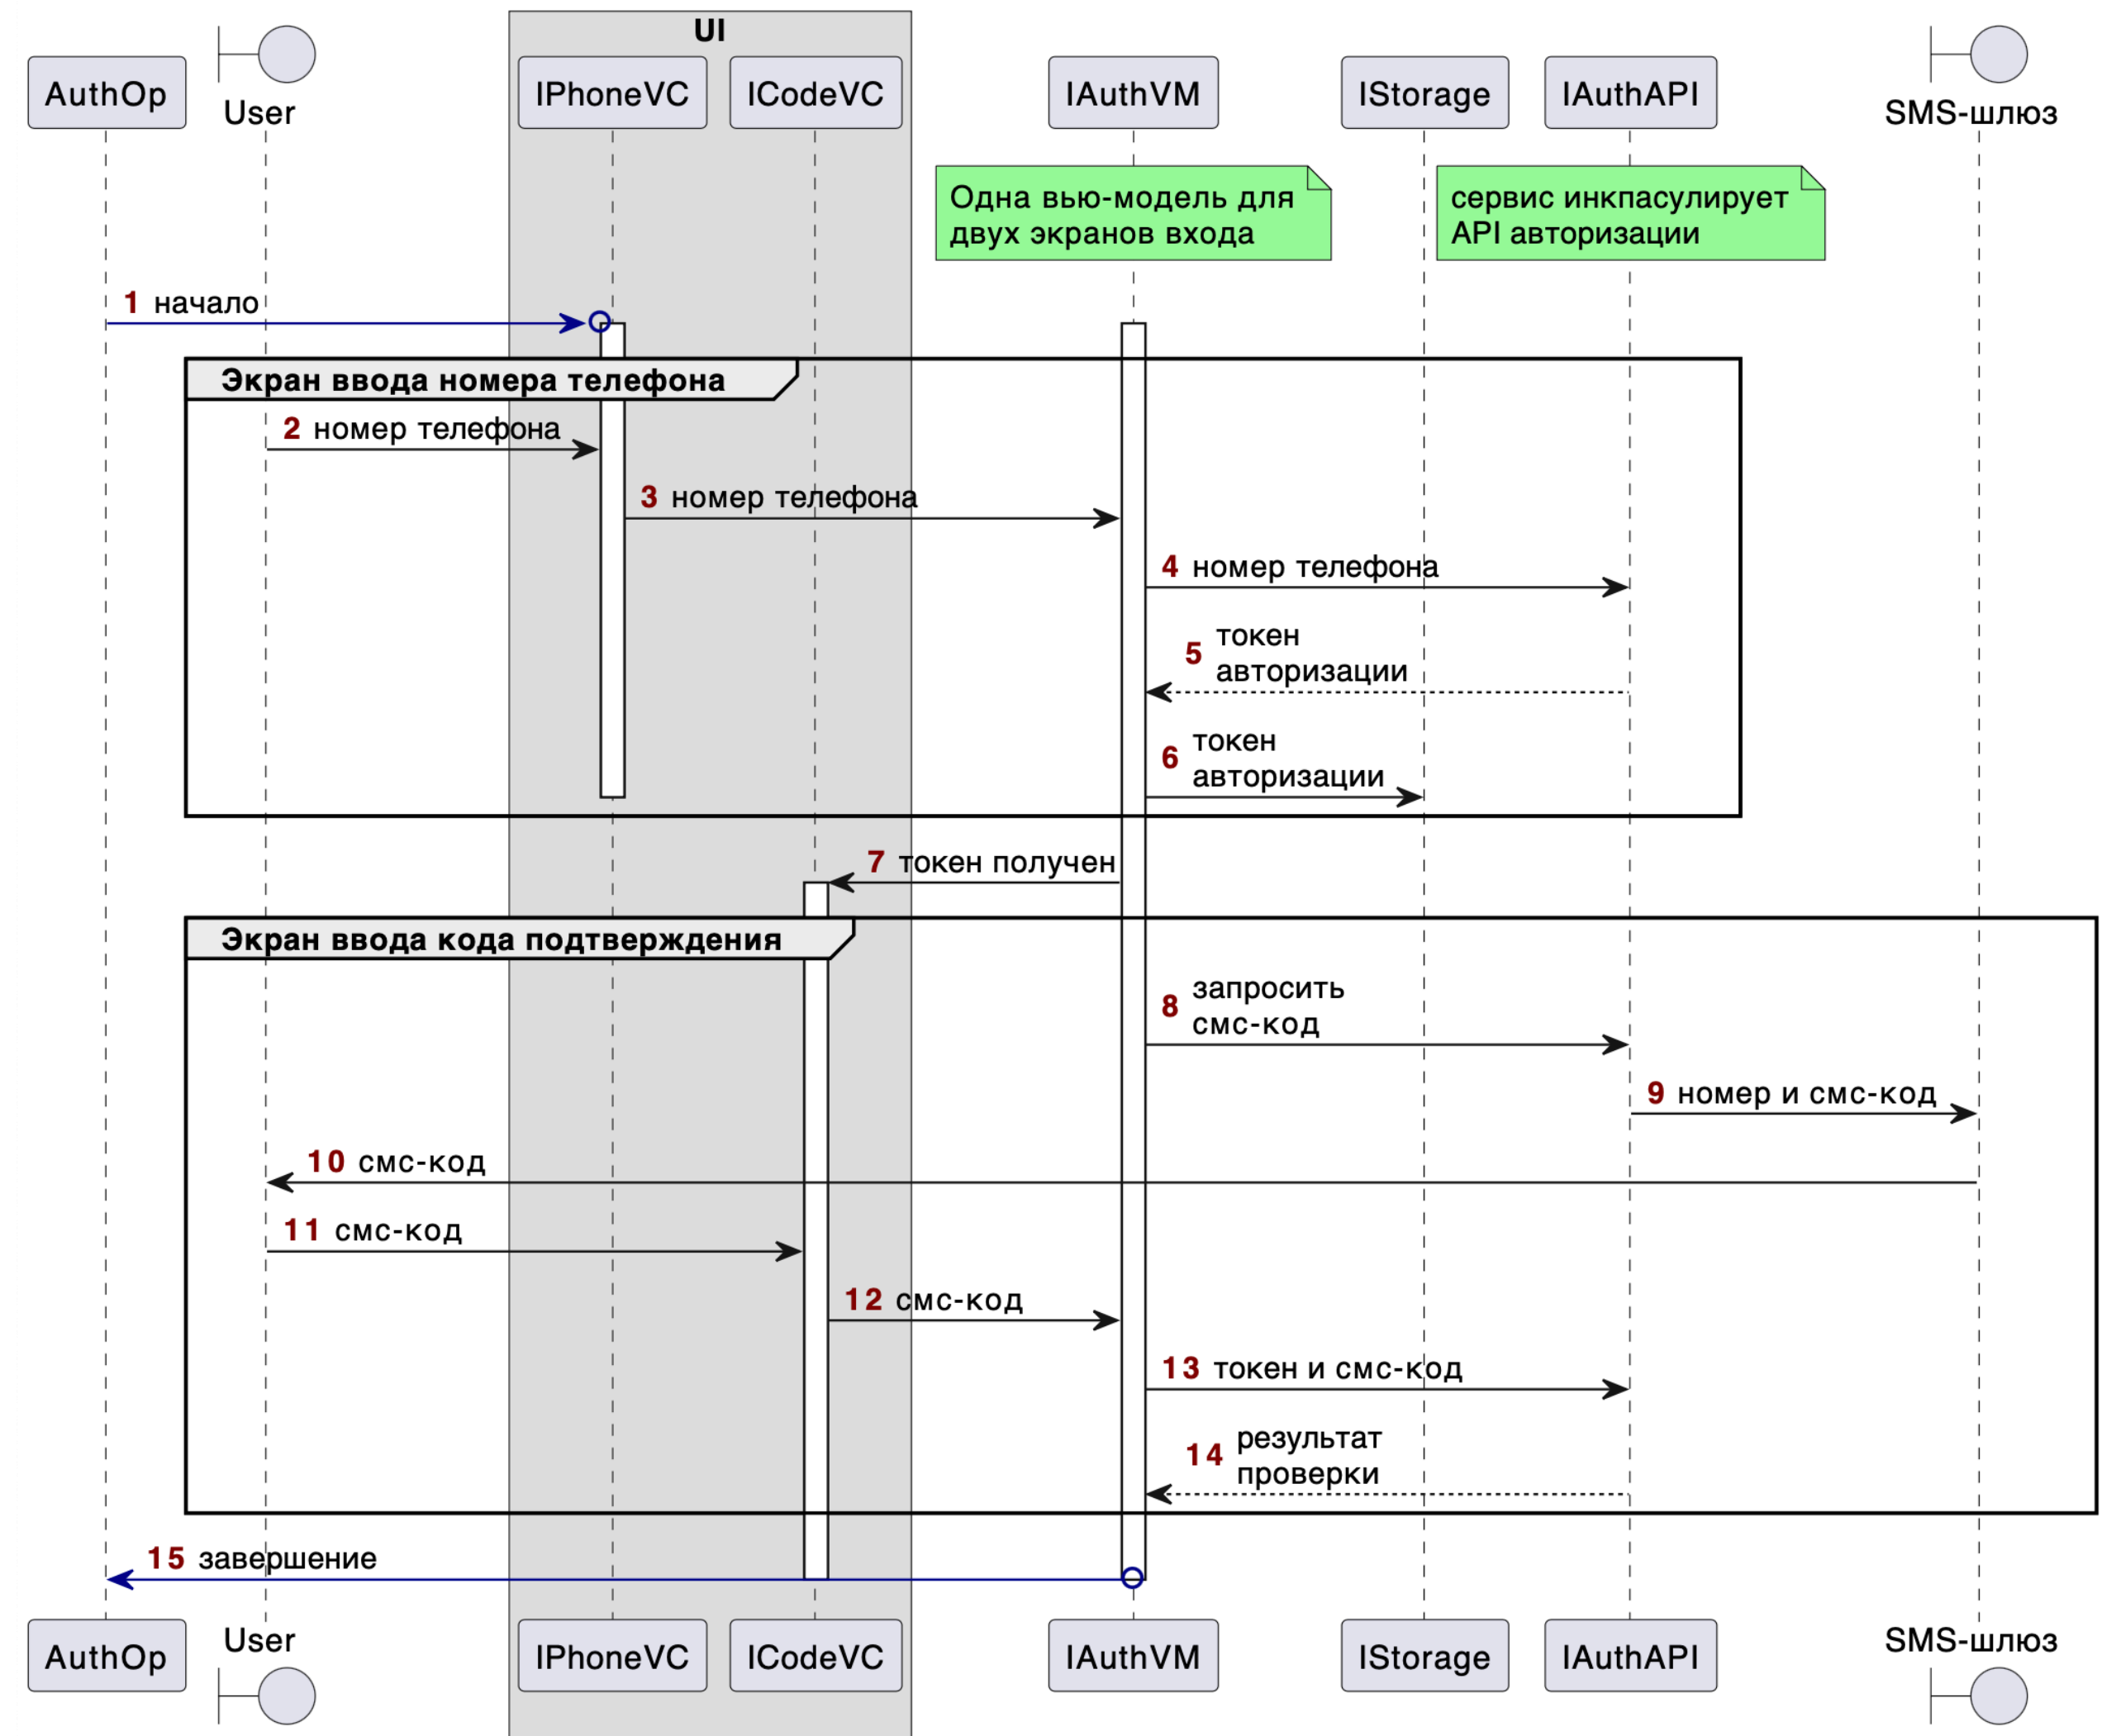 UI
AuthOp
User
IPhoneVC
ICodeVC
IAuthVM
IStorage
IAuthAPI
SMS-шлюз
Одна вью-модель для
двух экранов входа
сервис инкпасулирует
API авторизации
1 начало
Экран ввода номера телефона
2 номер телефона
3 номер телефона
4 номер телефона
5 токен
авторизации
6 токен
авторизации
7 токен получен
Экран ввода кода подтверждения
8 запросить
смс-код
9 номер и смс-код
10 смс-код
11 смс-код
12 смс-код
13 токен и смс-код
14 результат
проверки
15 завершение
AuthOp
User
IPhoneVC
ICodeVC
IAuthVM
IStorage
IAuthAPI
SMS-шлюз